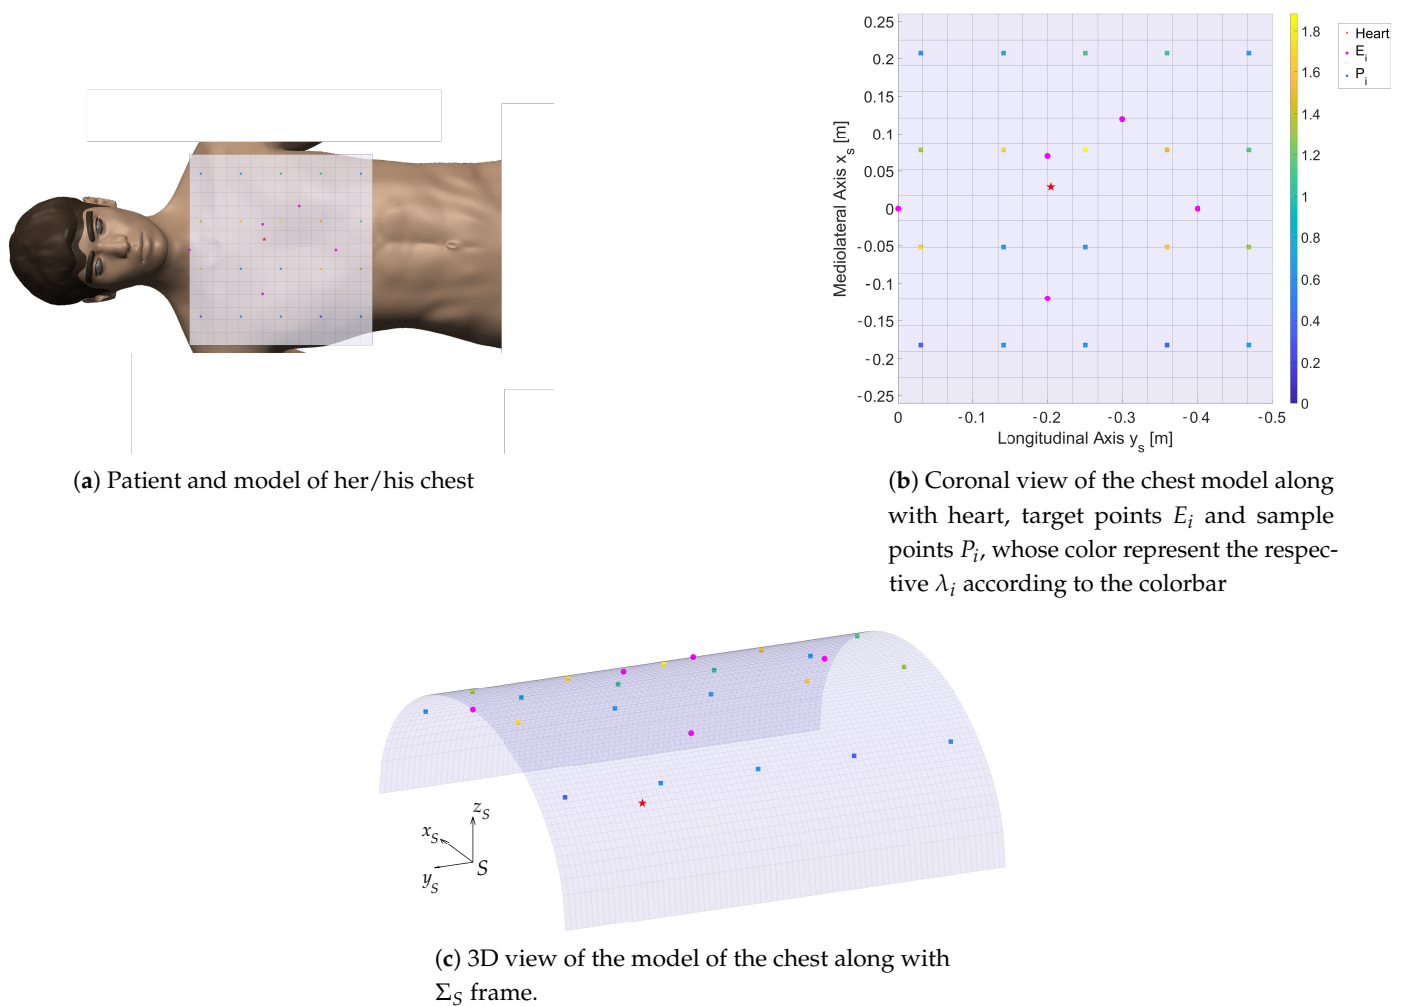 (a) Patient and model of her/his chest
0.25
0.2
0.15
0.1
0.05
0
-0.05
-0.1
-0.15
-0.2
-0.25
Mediolateral Axis x_s [m]
0
-0.1
-0.2
-0.3
-0.4
-0.5
Longitudinal Axis y_s [m]
1.8
1.6
1.4
1.2
1
0.8
0.6
0.4
0.2
0
Heart
E_i
P_i
(b) Coronal view of the chest model along
with heart, target points E_i and sample
points P_i, whose color represent the respec-
tive λ_i according to the colorbar
z_S
x_S
y_S
S
(c) 3D view of the model of the chest along with
Σ_S frame.